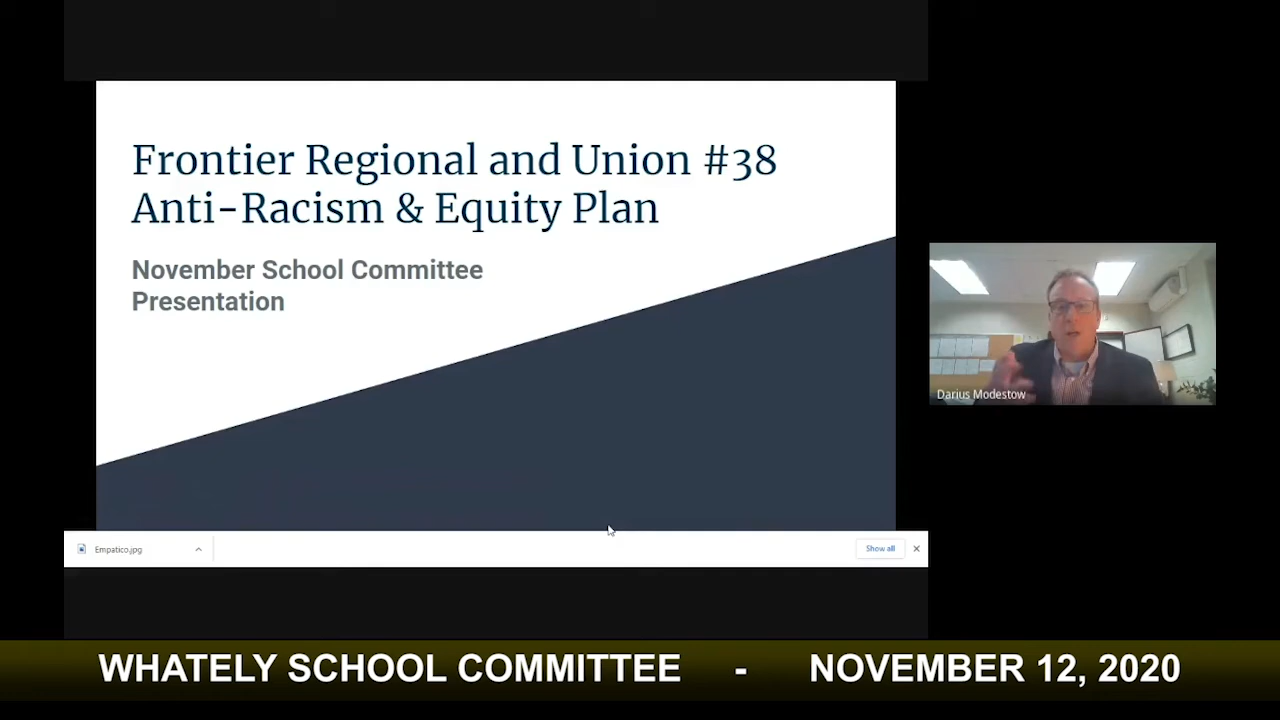 Frontier Regional and Union #38
Anti-Racism & Equity Plan
November School Committee
Presentation
Darius Modestow
Empatico.jpg
Show all
WHATELY SCHOOL COMMITTEE - NOVEMBER 12, 2020